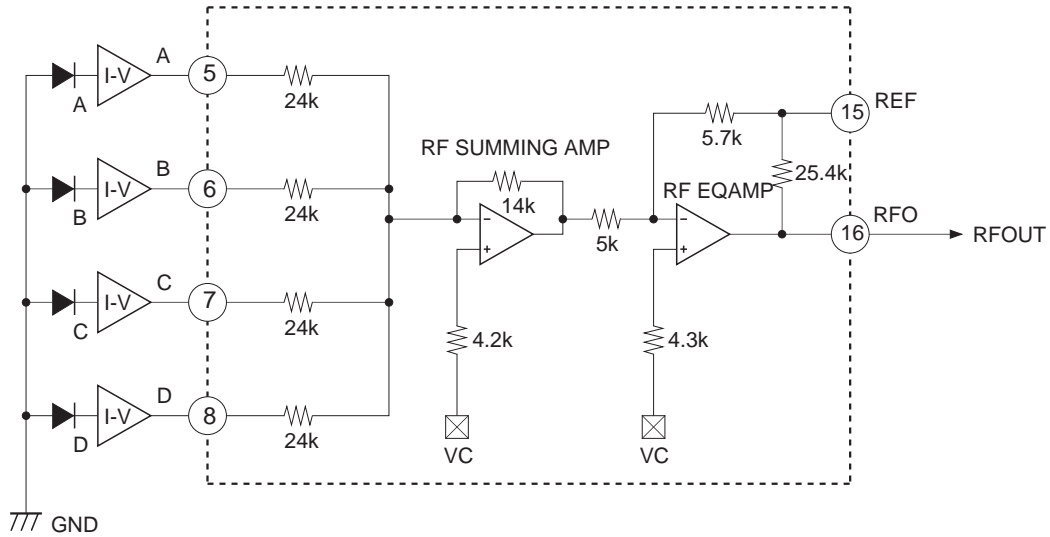 A
I-V
A
5
24k
B
I-V
B
6
24k
C
I-V
C
7
24k
D
I-V
D
8
24k
GND
RF SUMMING AMP
14k
−
+
4.2k
VC
5k
RF EQAMP
−
+
4.3k
VC
5.7k
25.4k
15
REF
16
RFO
RFOUT